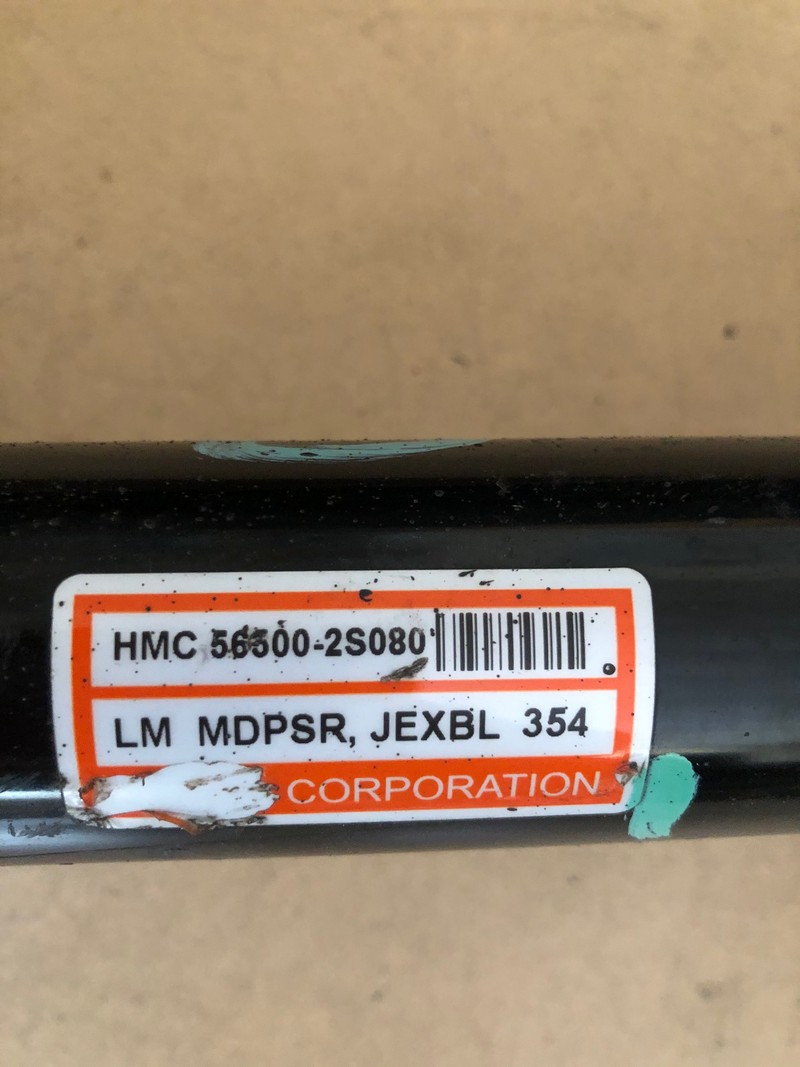 HMC 56500-2S080
LM MDPSR, JEXBL 354
CORPORATION